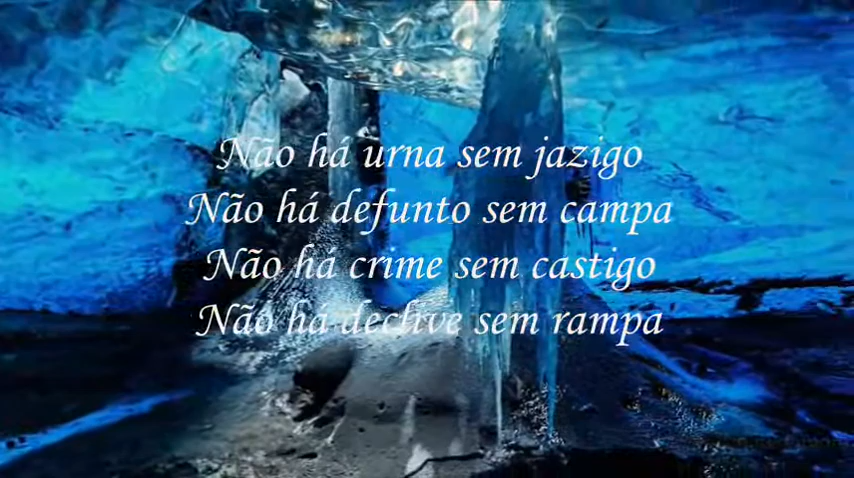 Não há urna sem jazigo
Não há defunto sem campa
Não há crime sem castigo
Não há declive sem rampa